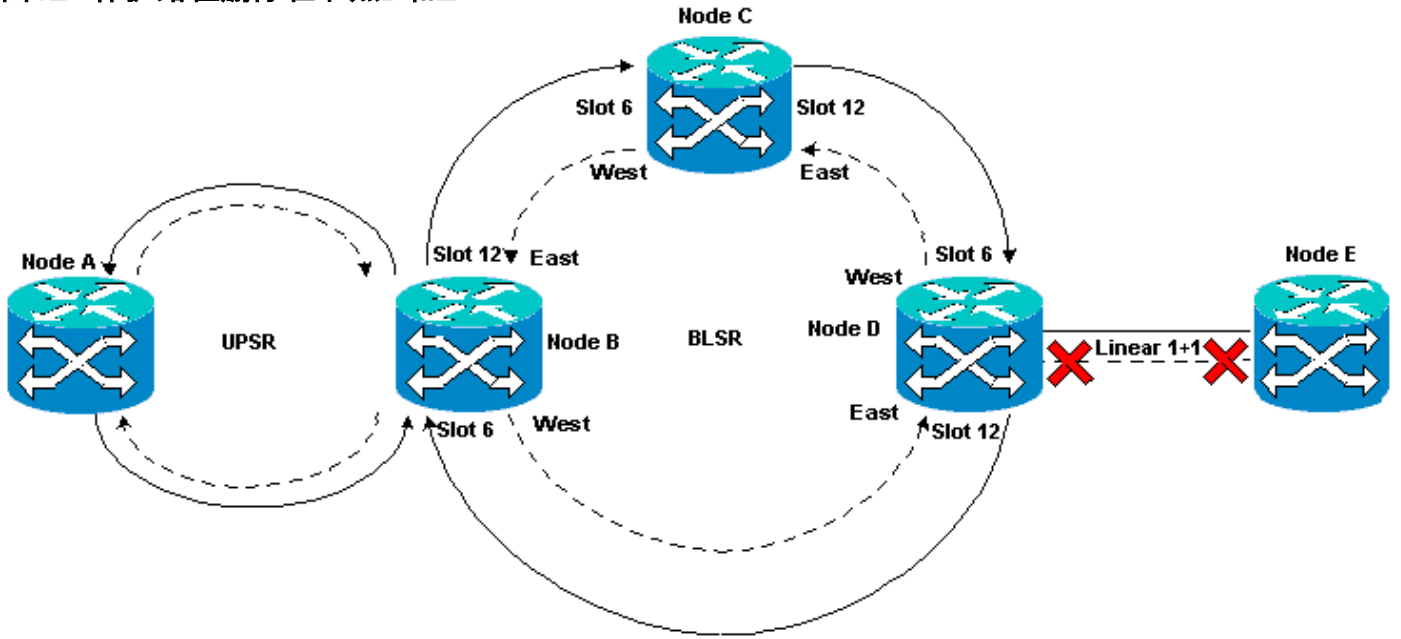 Node C
Slot 6
Slot 12
West
East
Node A
Slot 12
East
Slot 6
Node E
West
UPSR
Node B
BLSR
Node D
Linear 1+1
East
Slot 6
West
Slot 12